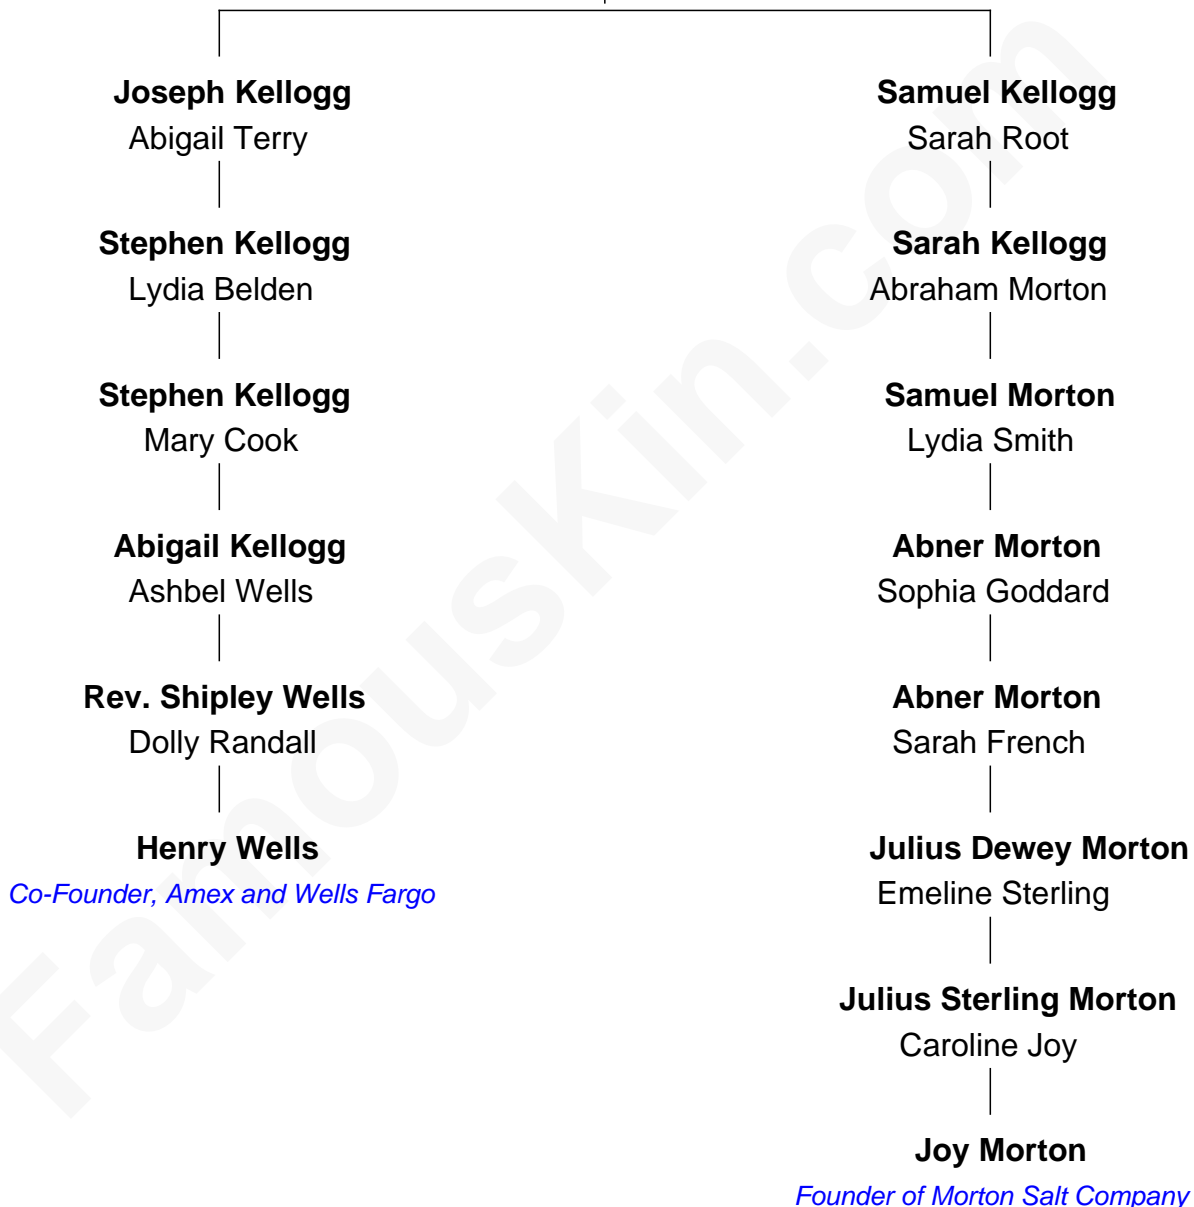 Joseph Kellogg
Abigail Terry
Stephen Kellogg
Lydia Belden
Stephen Kellogg
Mary Cook
Abigail Kellogg
Ashbel Wells
Rev. Shipley Wells
Dolly Randall
Henry Wells
Co-Founder, Amex and Wells Fargo
Samuel Kellogg
Sarah Root
Sarah Kellogg
Abraham Morton
Samuel Morton
Lydia Smith
Abner Morton
Sophia Goddard
Abner Morton
Sarah French
Julius Dewey Morton
Emeline Sterling
Julius Sterling Morton
Caroline Joy
Joy Morton
Founder of Morton Salt Company
FamousKin.com